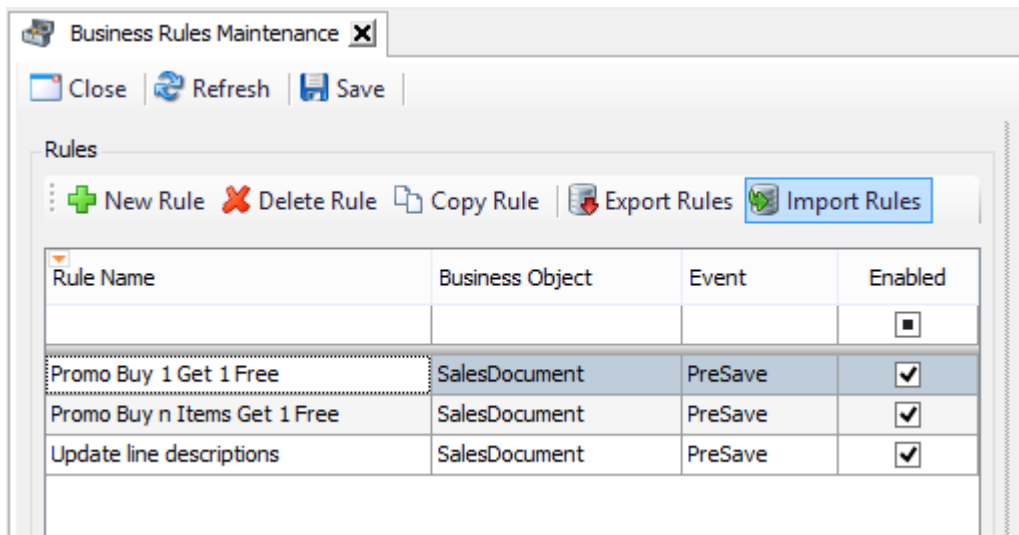 Business Rules Maintenance
Close Refresh Save
Rules
New Rule Delete Rule Copy Rule Export Rules Import Rules
Rule Name Business Object Event Enabled
Promo Buy 1 Get 1 Free SalesDocument PreSave
Promo Buy n Items Get 1 Free SalesDocument PreSave
Update line descriptions SalesDocument PreSave